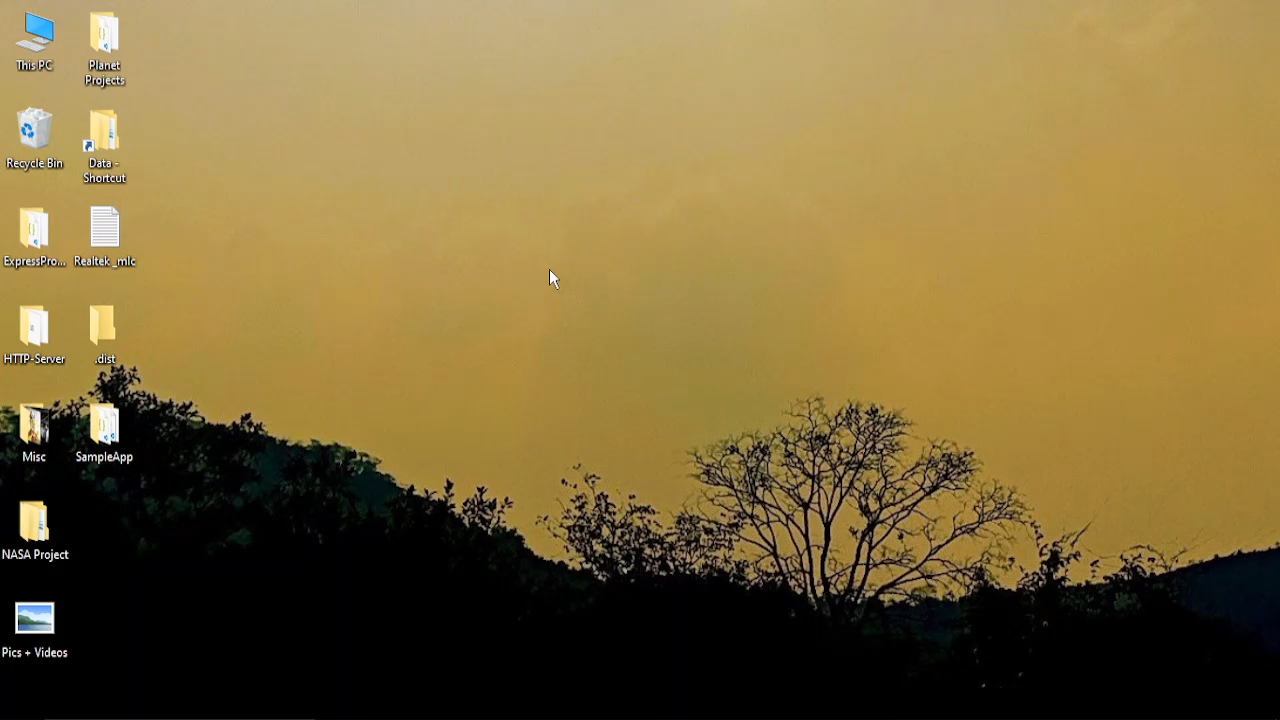 This PC
Planet
Projects
Recycle Bin
Data -
Shortcut
ExpressPro...
Realtek _mic
HTTP-Server
.dist
Misc
SampleApp
NASA Project
Pics + Videos